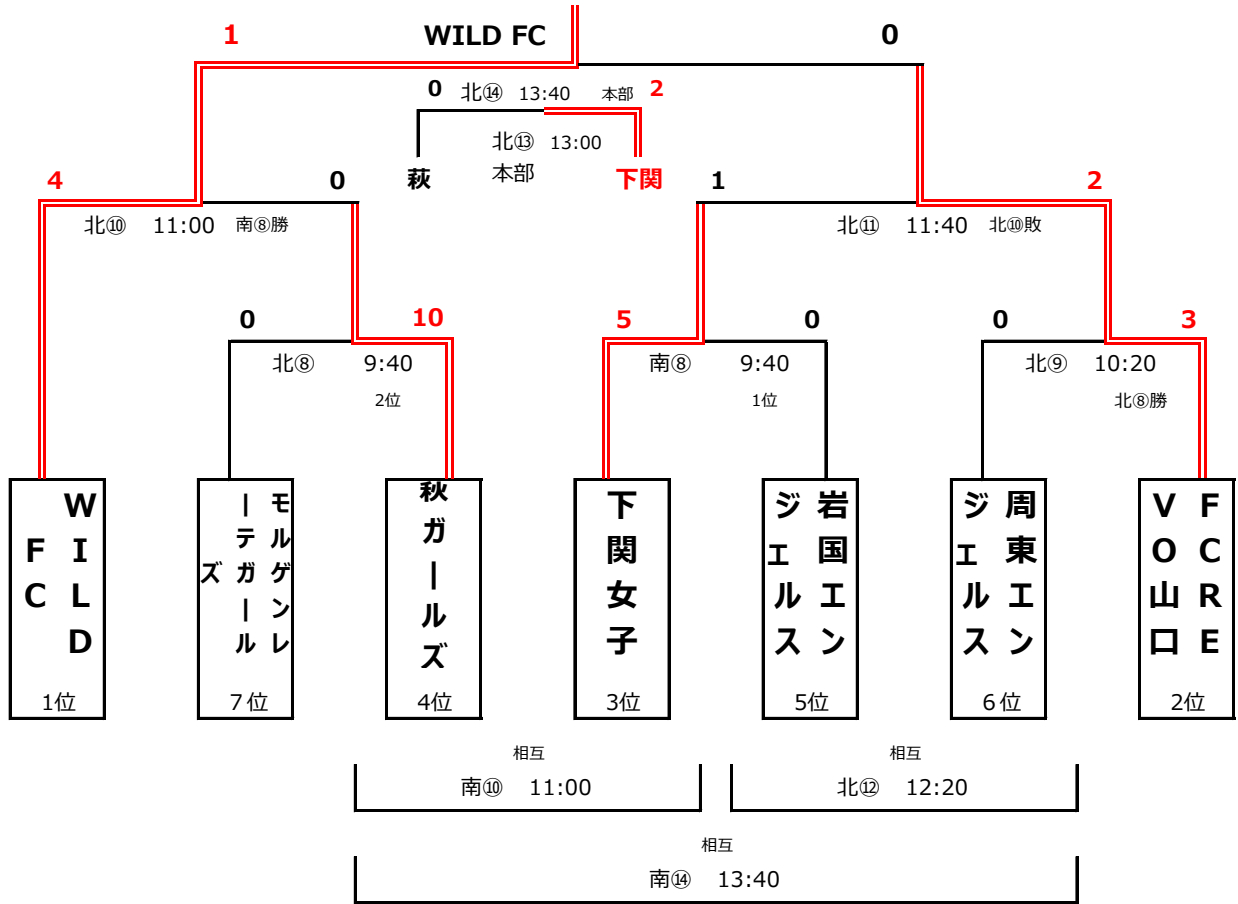 1 WILD FC 0
0 北⑭ 13:40 本部 2
北⑬ 13:00
萩 本部 下関
4 0 1 2
北⑩ 11:00 南⑧勝
北⑪ 11:40 北⑩敗
0 10 5 0 0 3
北⑧ 9:40
2位
南⑧ 9:40
1位
北⑨ 10:20
北⑧勝
WILD
FC
1位
モルゲンレ
ーテガール
ズ
7位
萩ガールズ
4位
下関女子
3位
岩国エン
ジェルス
5位
周東エン
ジェルス
6位
FCRE
VO山口
2位
相互
南⑩ 11:00
相互
北⑫ 12:20
相互
南⑭ 13:40